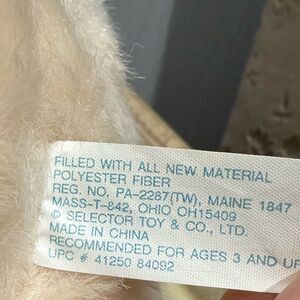 FILLED WITH ALL NEW MATERIAL
POLYESTER FIBER
REG. NO. PA-2287(TW), MAINE 1847
MASS-T-842, OHIO OH15409
© SELECTOR TOY & CO., LTD.
MADE IN CHINA
RECOMMENDED FOR AGES 3 AND UP
UPC # 41250 84092